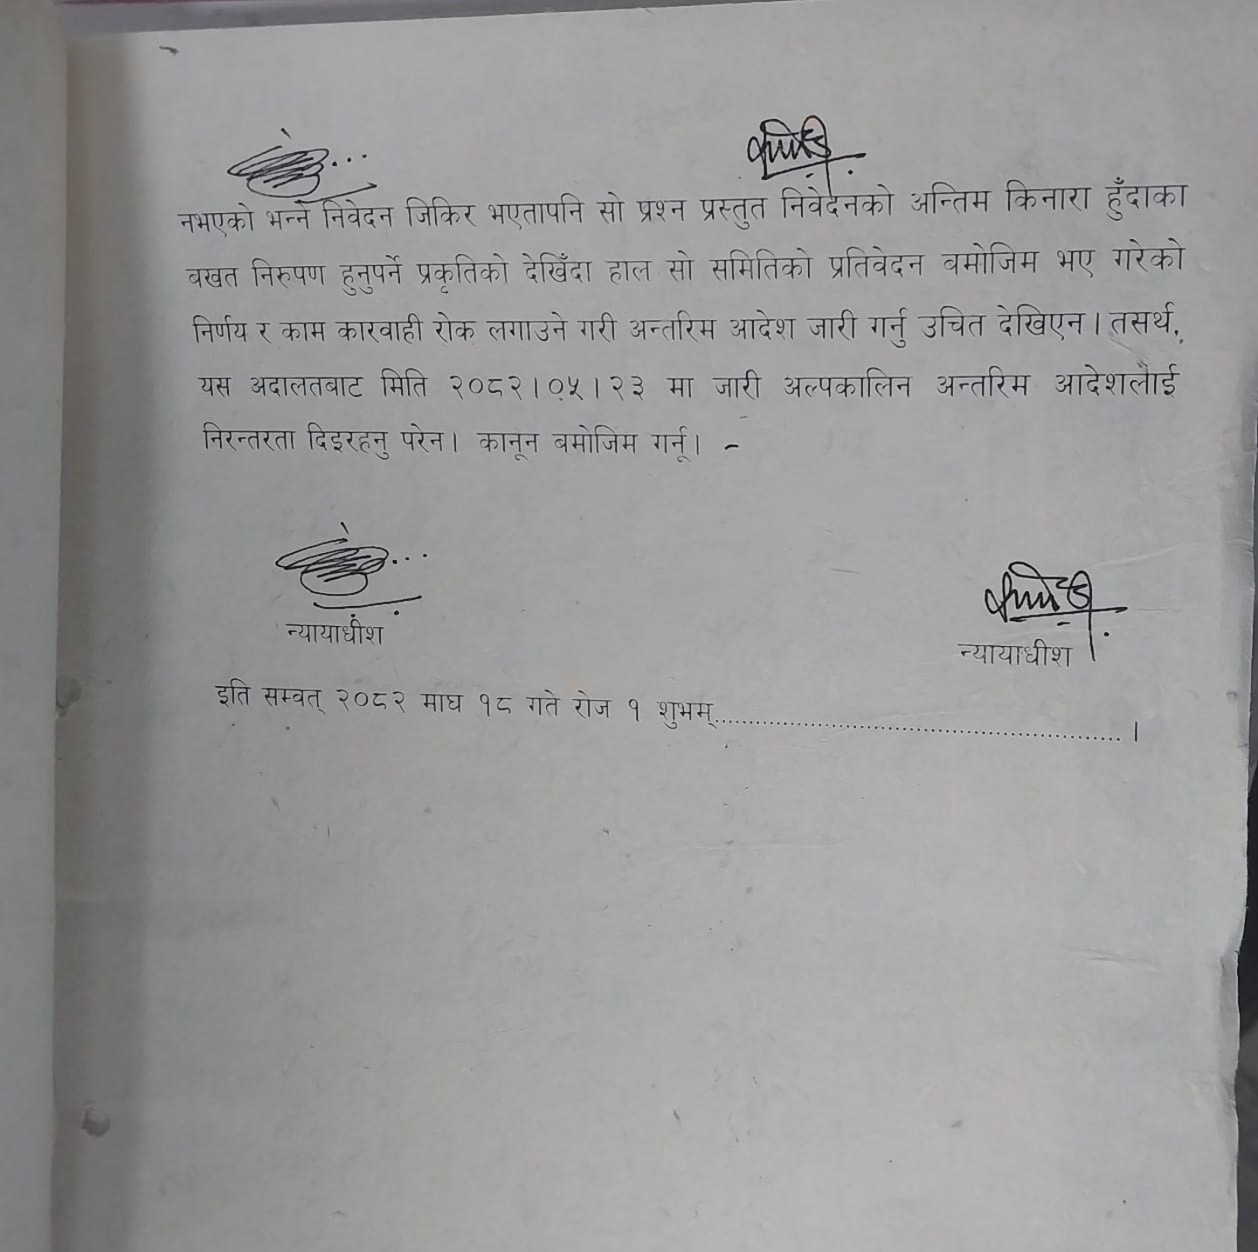 नभएको भन्ने निवेदन जिकिर भएतापनि सो प्रश्न प्रस्तुत निवेदनको अन्तिम किनारा हुँदाका
बखत निरुपण हुनुपर्ने प्रकृतिको देखिँदा हाल सो समितिको प्रतिवेदन बमोजिम भए गरेको
निर्णय र काम कारवाही रोक लगाउने गरी अन्तरिम आदेश जारी गर्नु उचित देखिएन। तसर्थ,
यस अदालतबाट मिति २०८२।०५।२३ मा जारी अल्पकालिन अन्तरिम आदेशलाई
निरन्तरता दिइरहनु परेन। कानून बमोजिम गर्नू। -
न्यायाधीश
न्यायाधीश
इति सम्वत् २०८२ माघ १८ गते रोज १ शुभम्.......................................................।